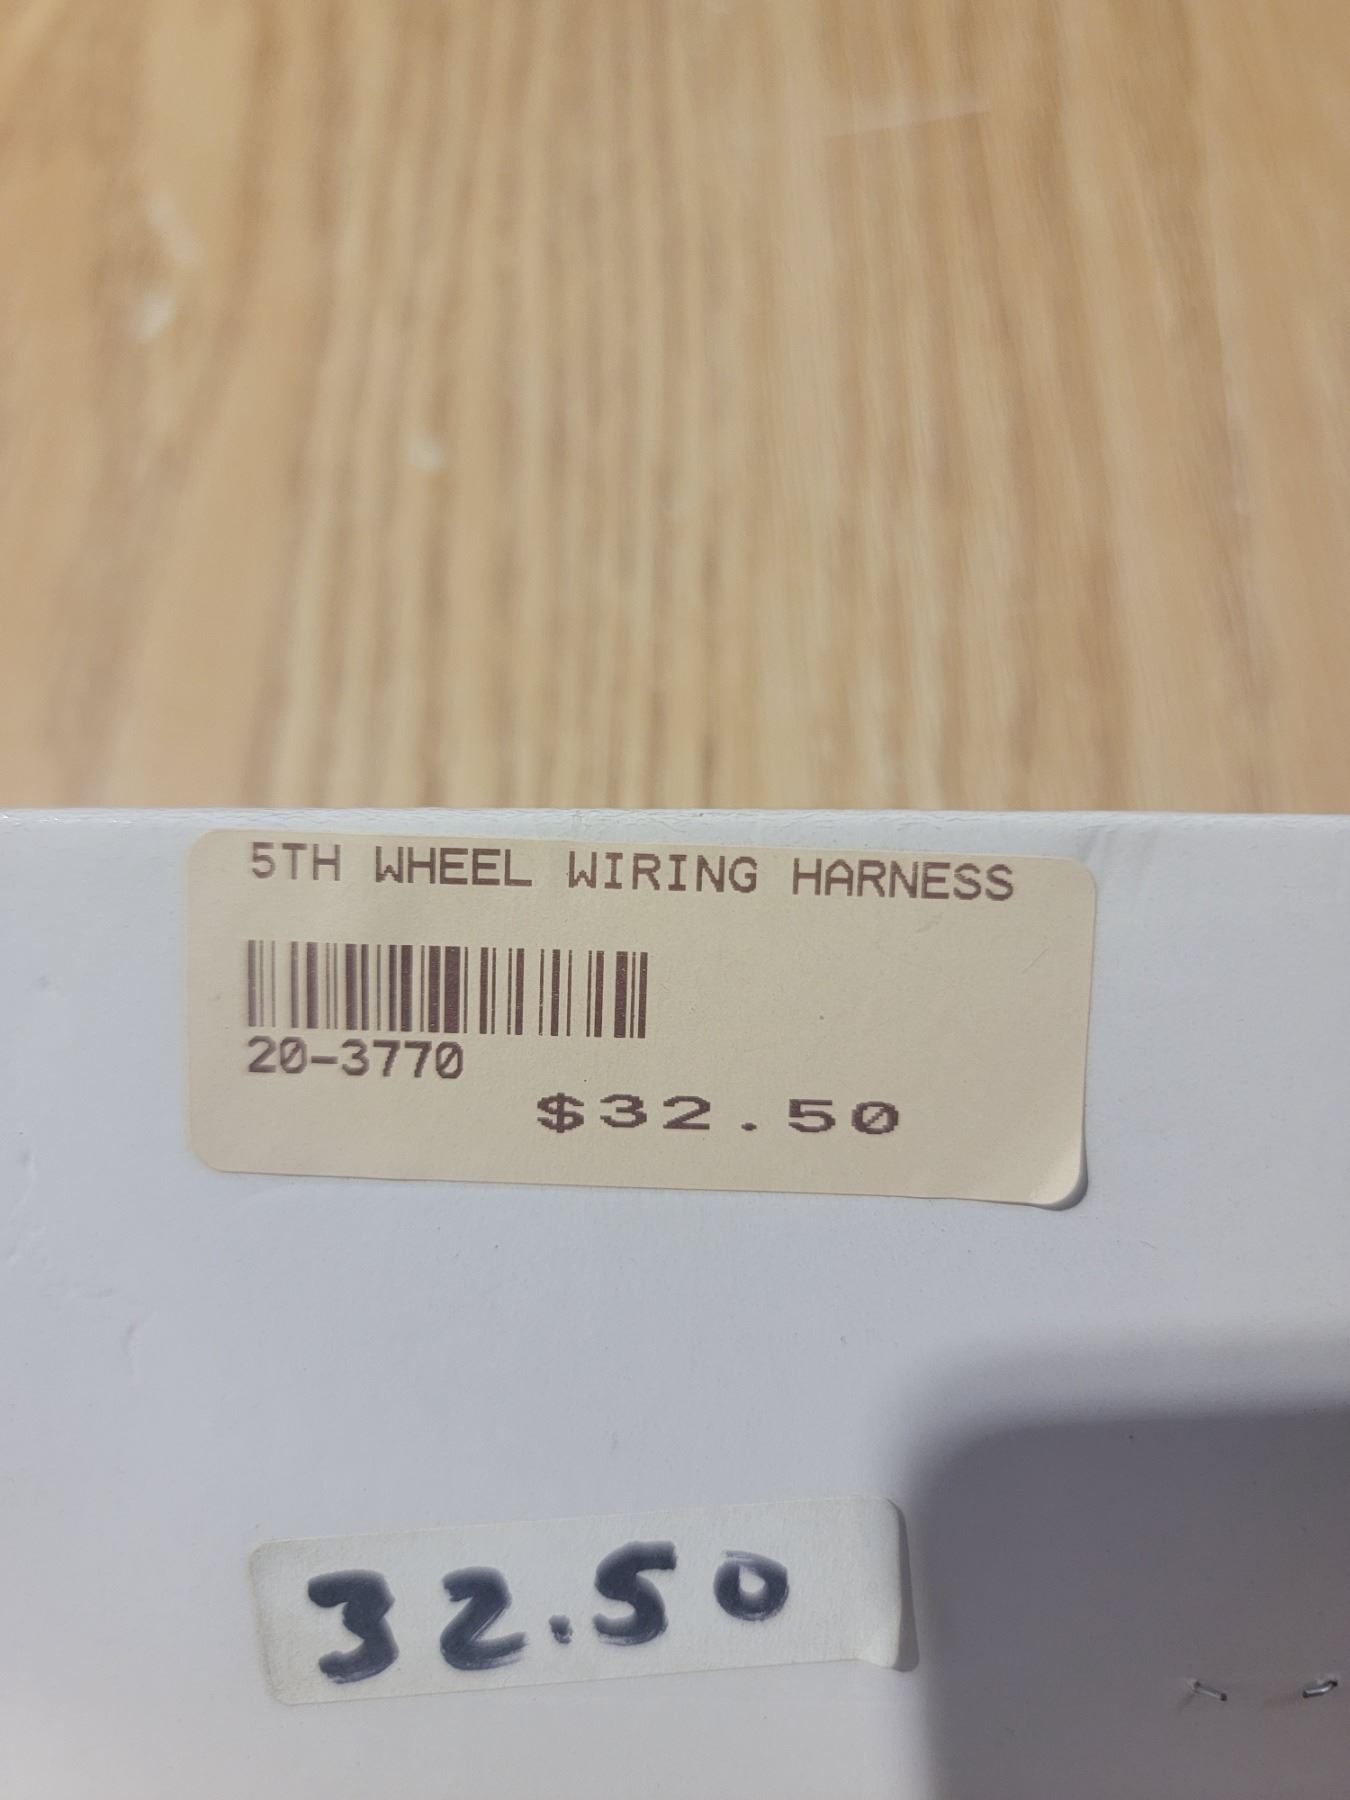 5TH WHEEL WIRING HARNESS
20-3770
$32.50
32.50